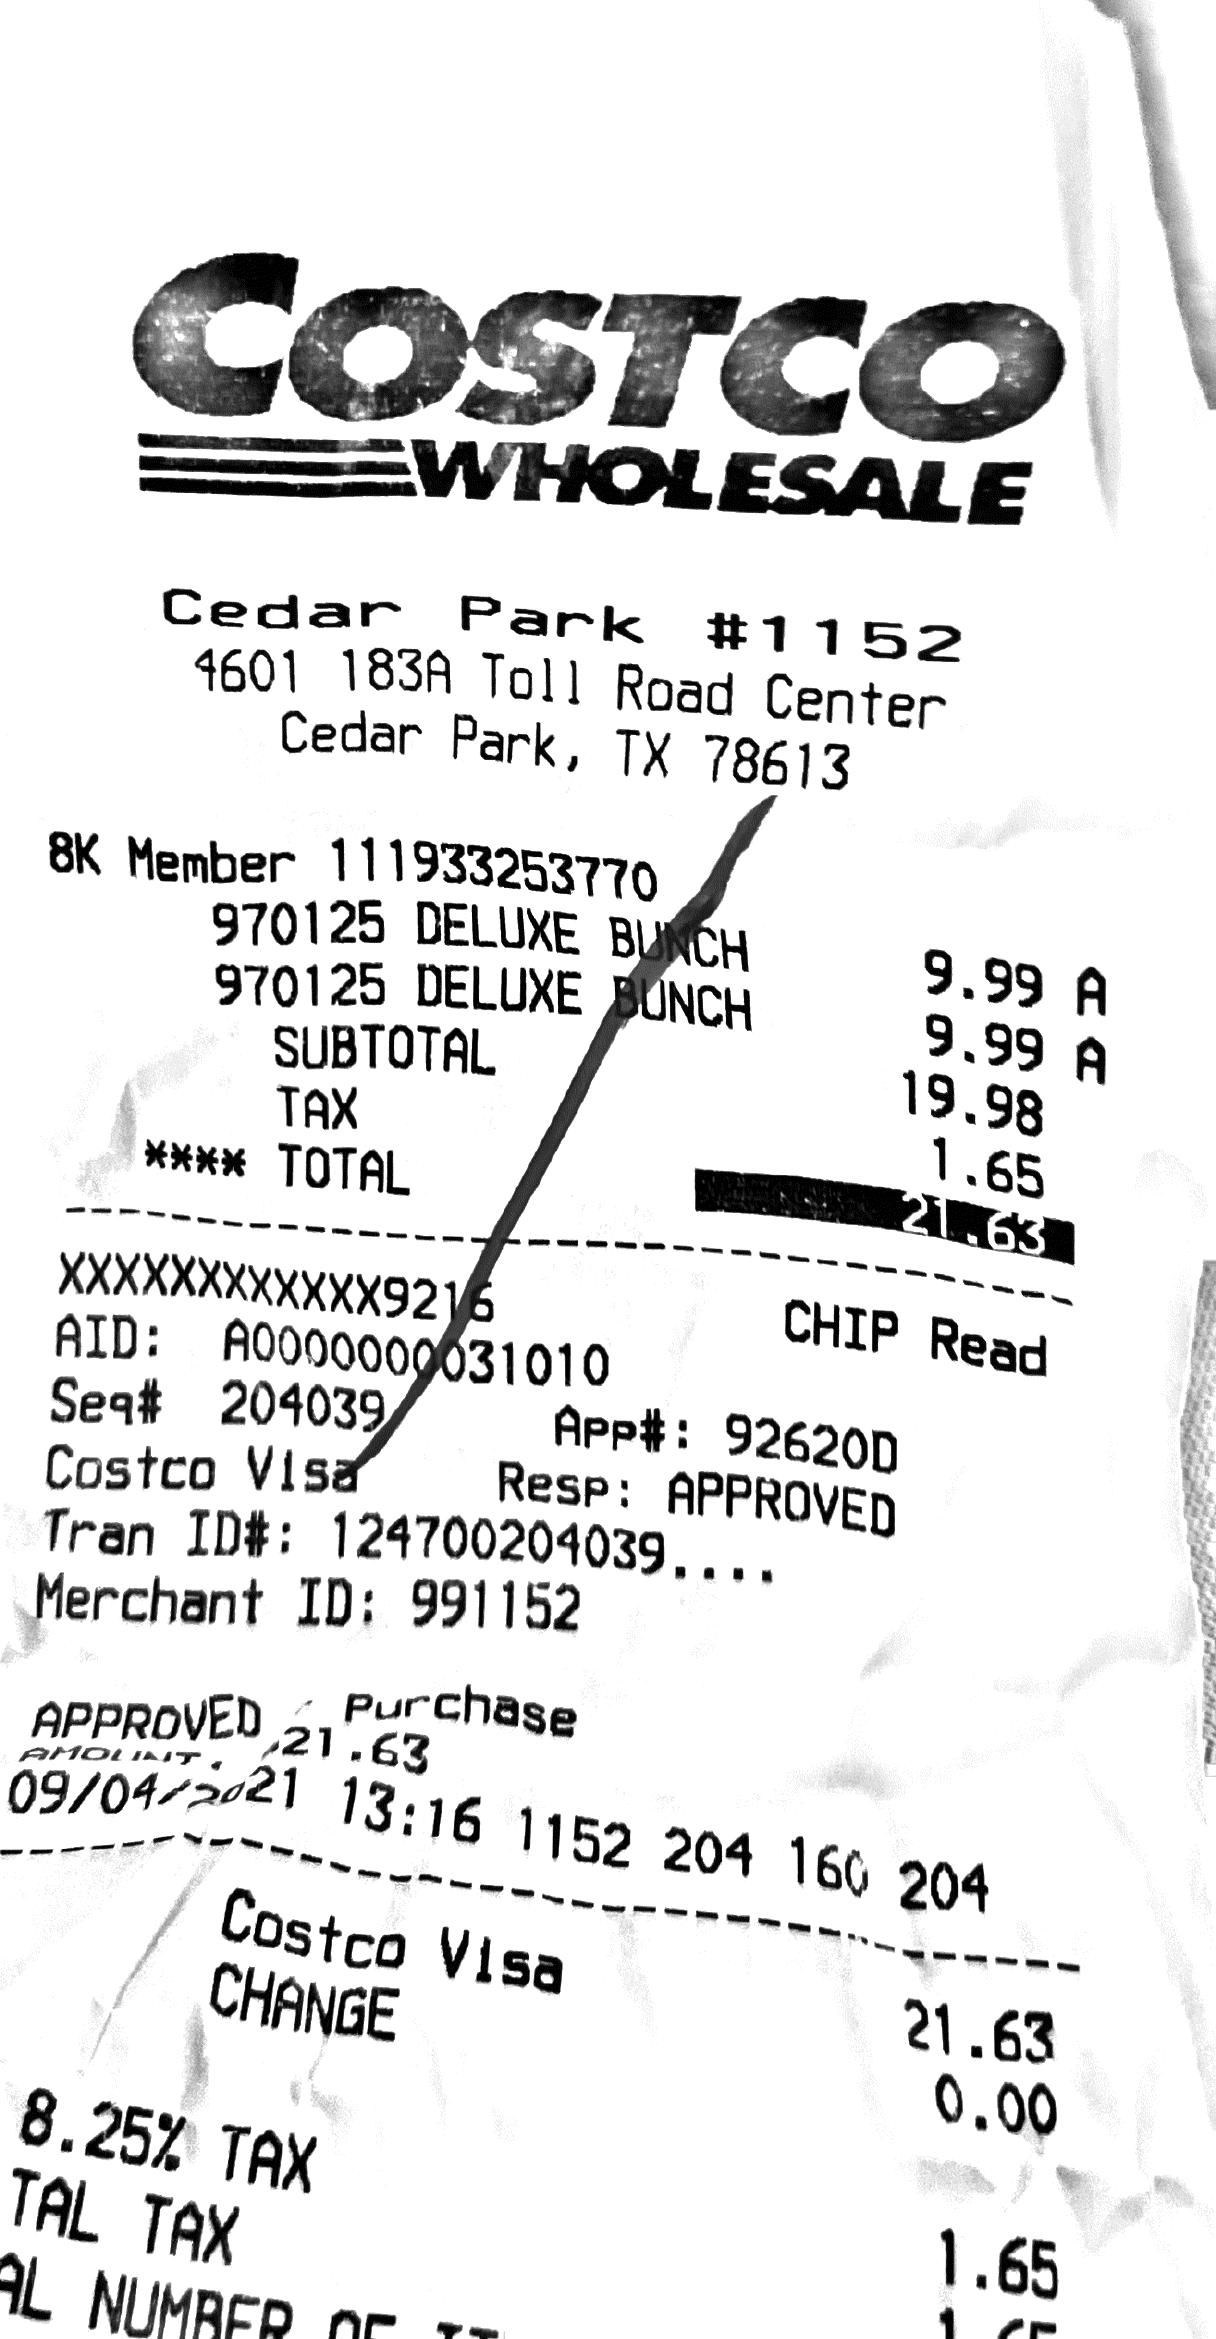 COSTCO
WHOLESALE
Cedar Park #1152
4601 183A Toll Road Center
Cedar Park, TX 78613
8K Member 111933253770
970125 DELUXE BUNCH 9.99 A
970125 DELUXE BUNCH 9.99 A
SUBTOTAL 19.98
TAX 1.65
**** TOTAL 21.63
XXXXXXXXXXXX9216 CHIP Read
AID: A0000000031010
Seq# 204039 App#: 92620D
Costco Visa Resp: APPROVED
Tran ID#: 124700204039....
Merchant ID: 991152
APPROVED - Purchase
AMOUNT: 21.63
09/04/2021 13:16 1152 204 160 204
Costco Visa 21.63
CHANGE 0.00
8.25% TAX 1.65
TAL TAX 1.65
AL NUMBER OF